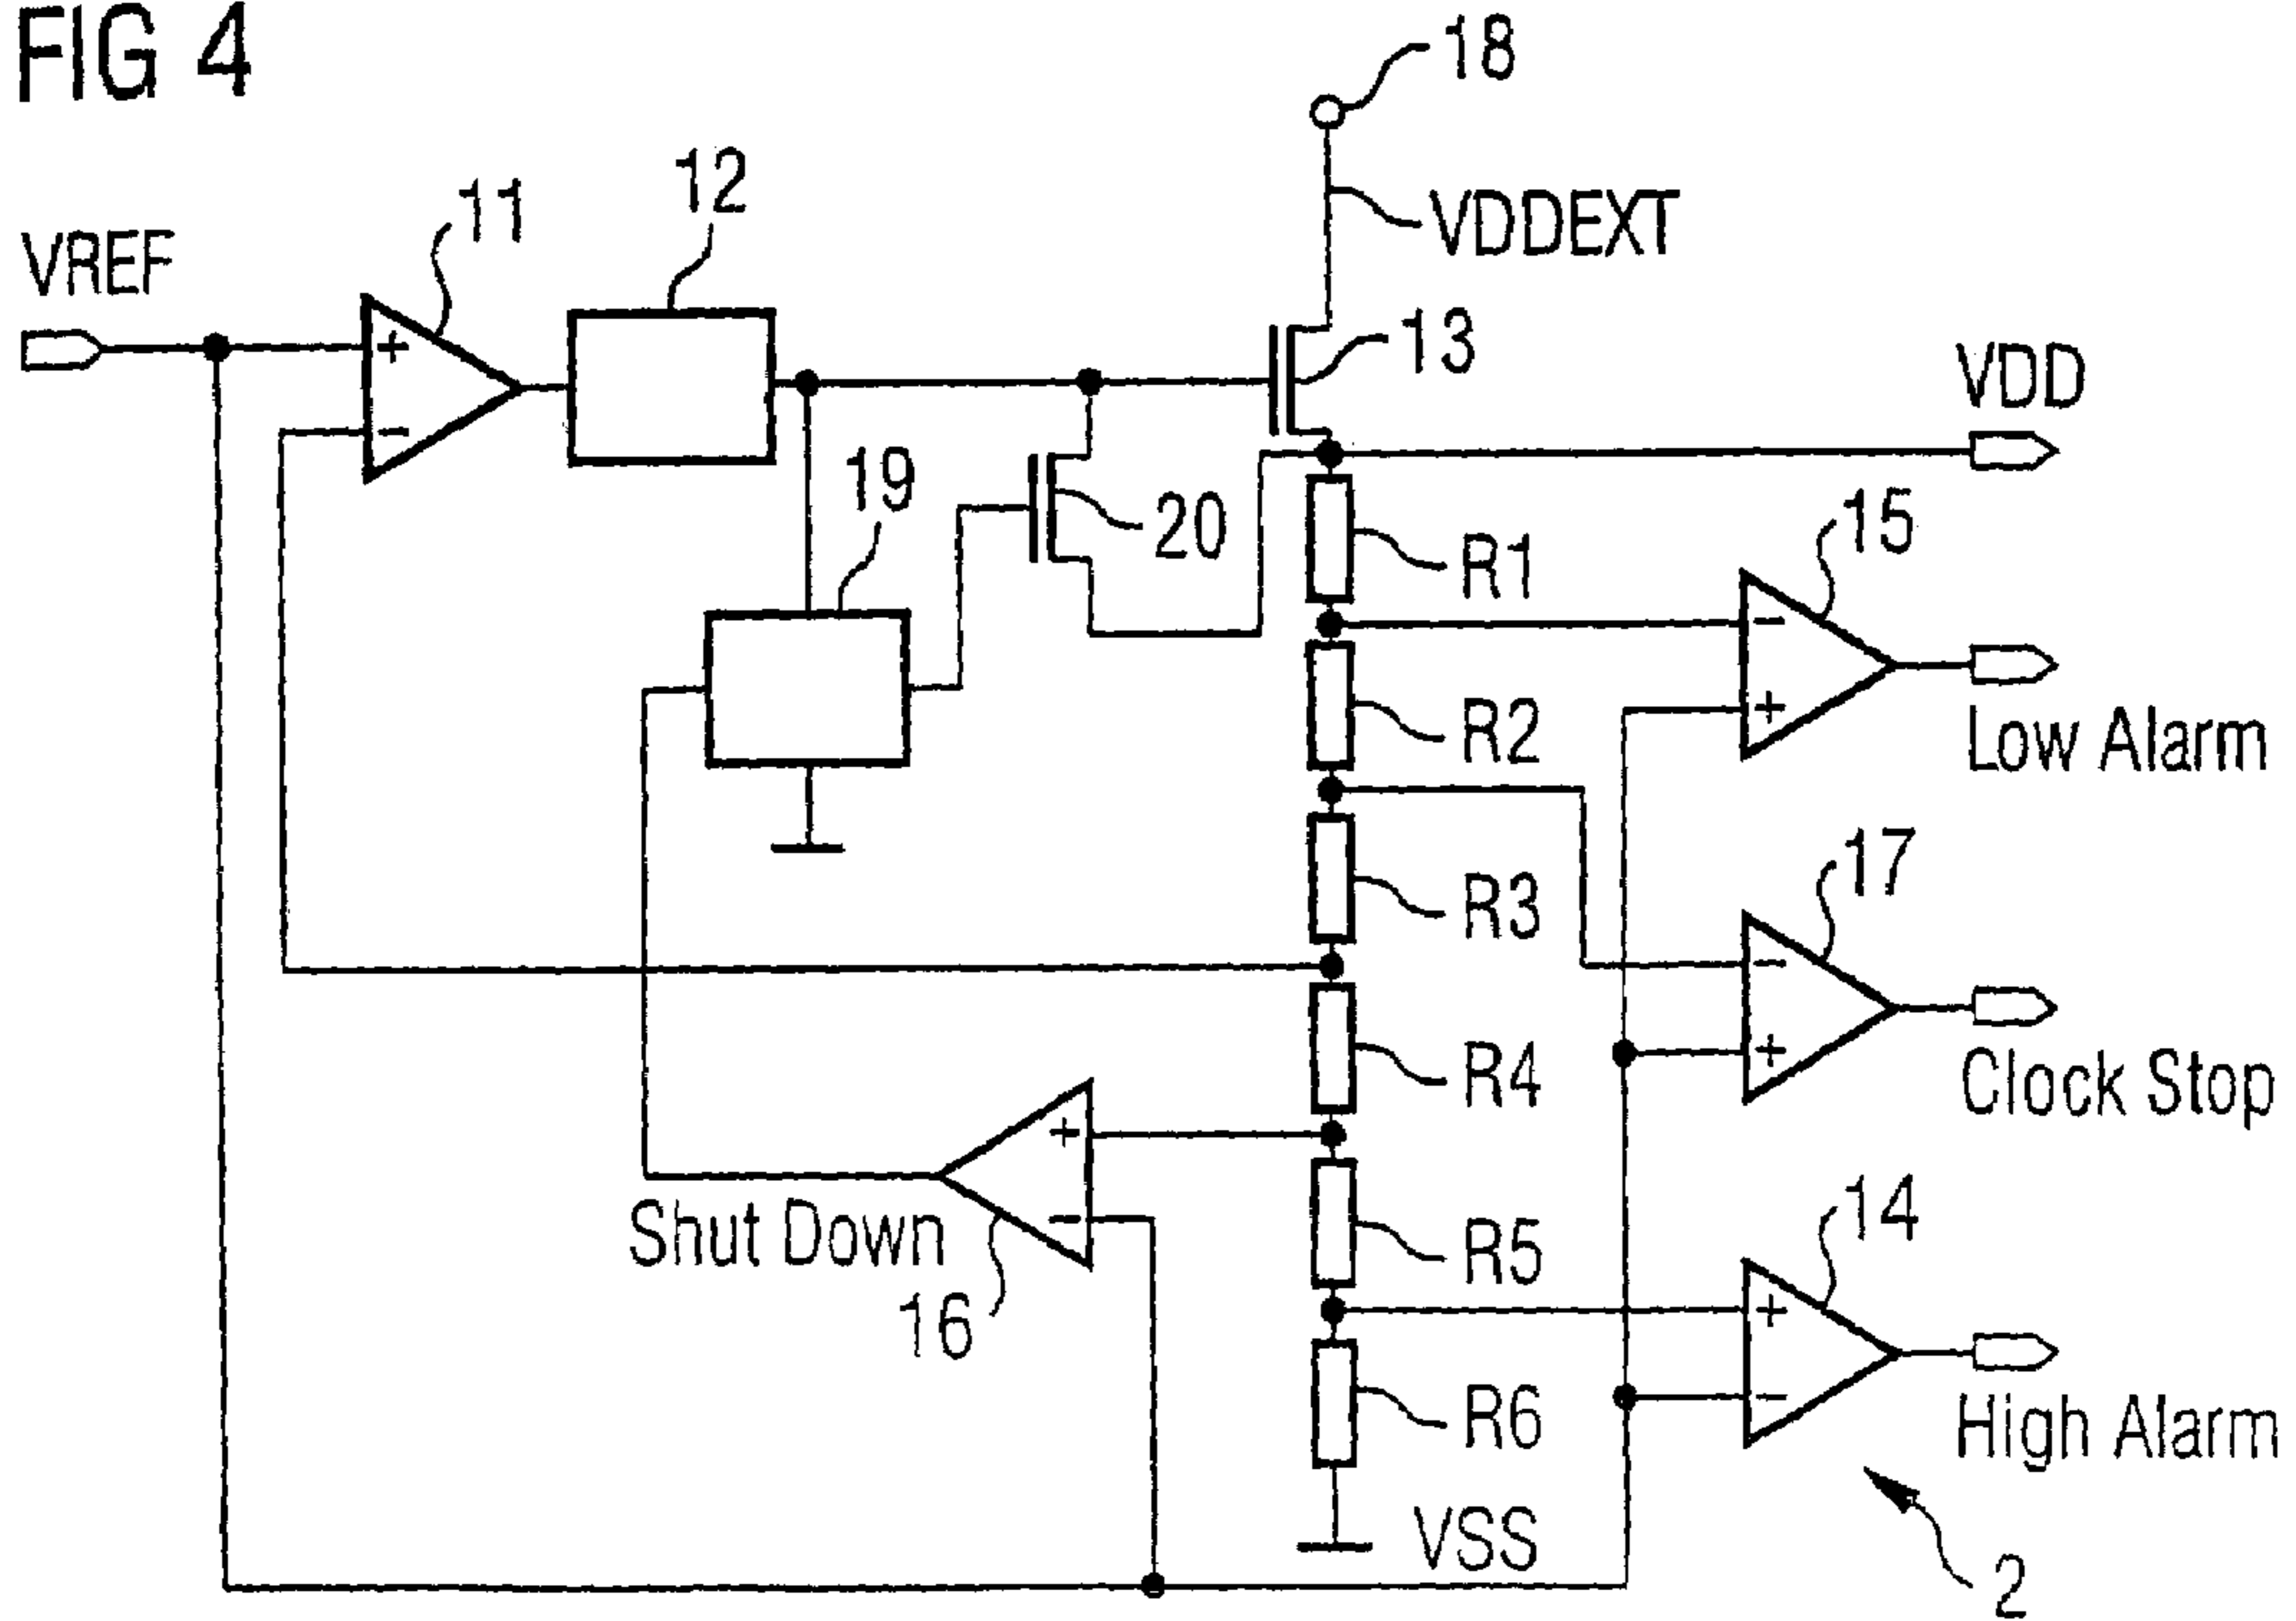 FIG 4
18
12
11
VREF
VDDEXT
13
VDD
19
20
15
R1
R2
Low Alarm
17
R3
R4
Clock Stop
14
Shut Down
R5
16
R6
High Alarm
VSS
2
+
-
-
+
-
+
+
-
+
-